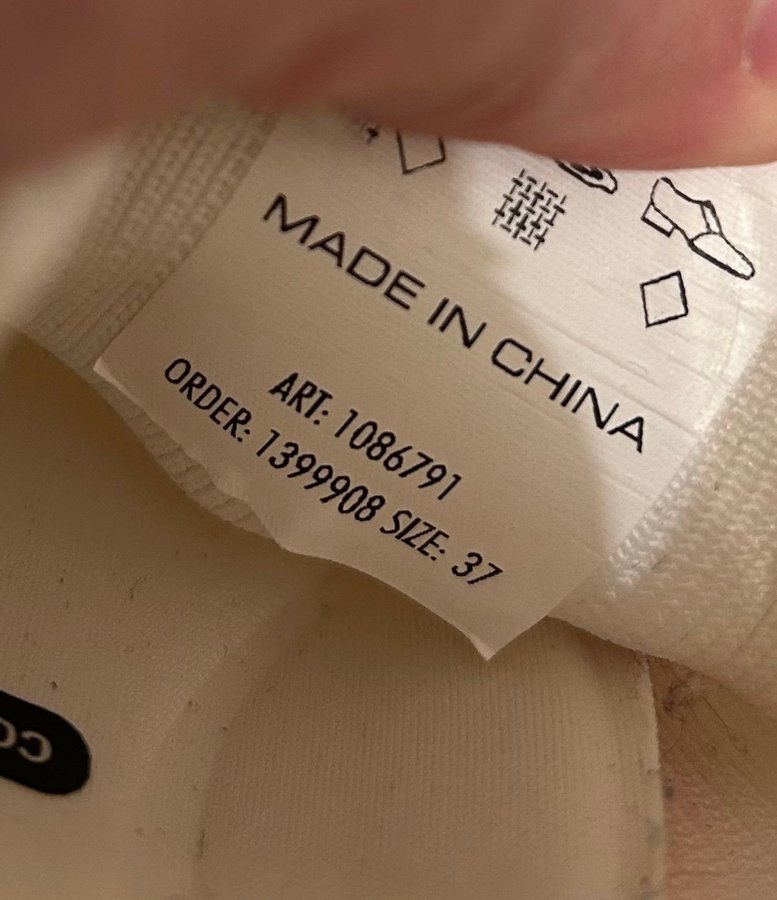 MADE IN CHINA
ART: 1086791
ORDER: 1399908 SIZE: 37